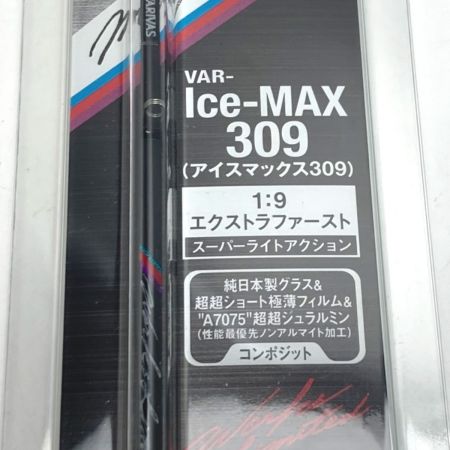 VARIVAS
VAR-
Ice-MAX
309
(アイスマックス309)
1:9
エクストラファースト
スーパーライトアクション
純日本製グラス&
超超ショート極薄フィルム&
"A7075"超超ジュラルミン
(性能最優先ノンアルマイト加工)
コンポジット
Works
Limited